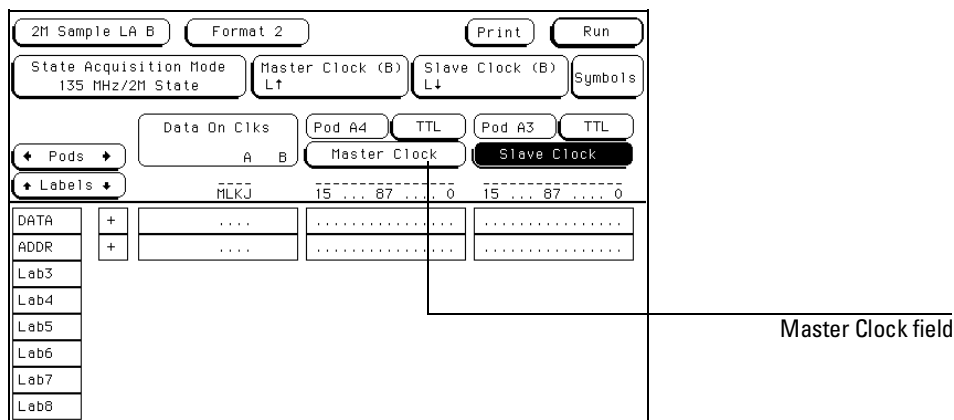 2M Sample LA B Format 2 Print Run
State Acquisition Mode Master Clock (B) Slave Clock (B) Symbols
135 MHz/2M State L↑ L↓
Data On Clks Pod A4 TTL Pod A3 TTL
← Pods → A B Master Clock Slave Clock
↑ Labels ↓ MLKJ 15 ... 87 .... 0 15 ... 87 .... 0
DATA + .... ................ ................
ADDR + .... ................ ................
Lab3
Lab4
Lab5
Master Clock field
Lab6
Lab7
Lab8